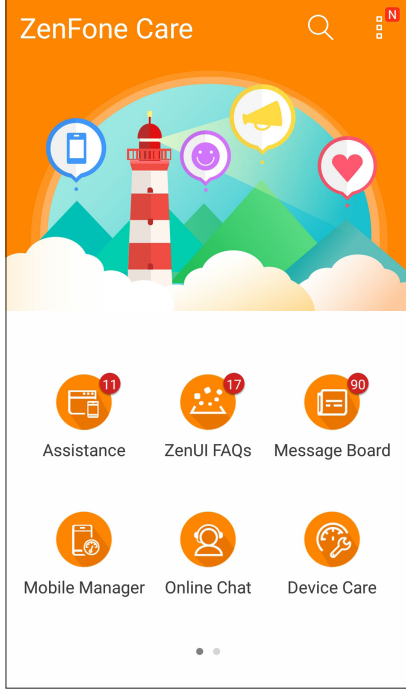 ZenFone Care
N
11
17
90
Assistance
ZenUI FAQs
Message Board
Mobile Manager
Online Chat
Device Care